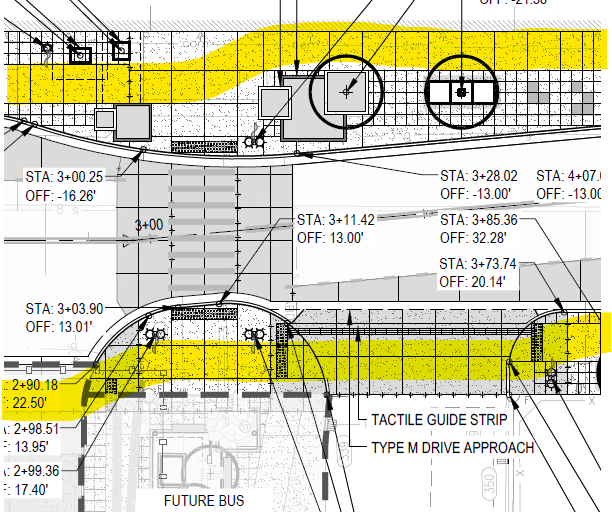 OFF: -21.38'
STA: 3+00.25
OFF: -16.26'
STA: 3+28.02
OFF: -13.00'
STA: 4+07.0
OFF: -13.00
3+00
STA: 3+11.42
OFF: 13.00'
STA: 3+85.36
OFF: 32.28'
STA: 3+73.74
OFF: 20.14'
STA: 3+03.90
OFF: 13.01'
: 2+90.18
: 22.50'
A: 2+98.51
F: 13.95'
A: 2+99.36
F: 17.40'
TACTILE GUIDE STRIP
TYPE M DRIVE APPROACH
FUTURE BUS
350